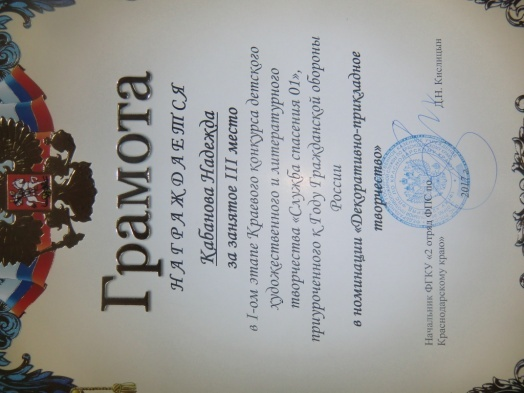 Грамота
НАГРАЖДАЕТСЯ
Кабанова Надежда
за занятое III место
в I-ом этапе Краевого конкурса детского
художественного и литературного
творчества «Служба спасения 01»,
приуроченного к Году Гражданской обороны
России
в номинации «Декоративно-прикладное
творчество»
Начальник ФГКУ «2 отряд ФПС по
Краснодарскому краю»
Д.Н. Кислицын
2017 г.